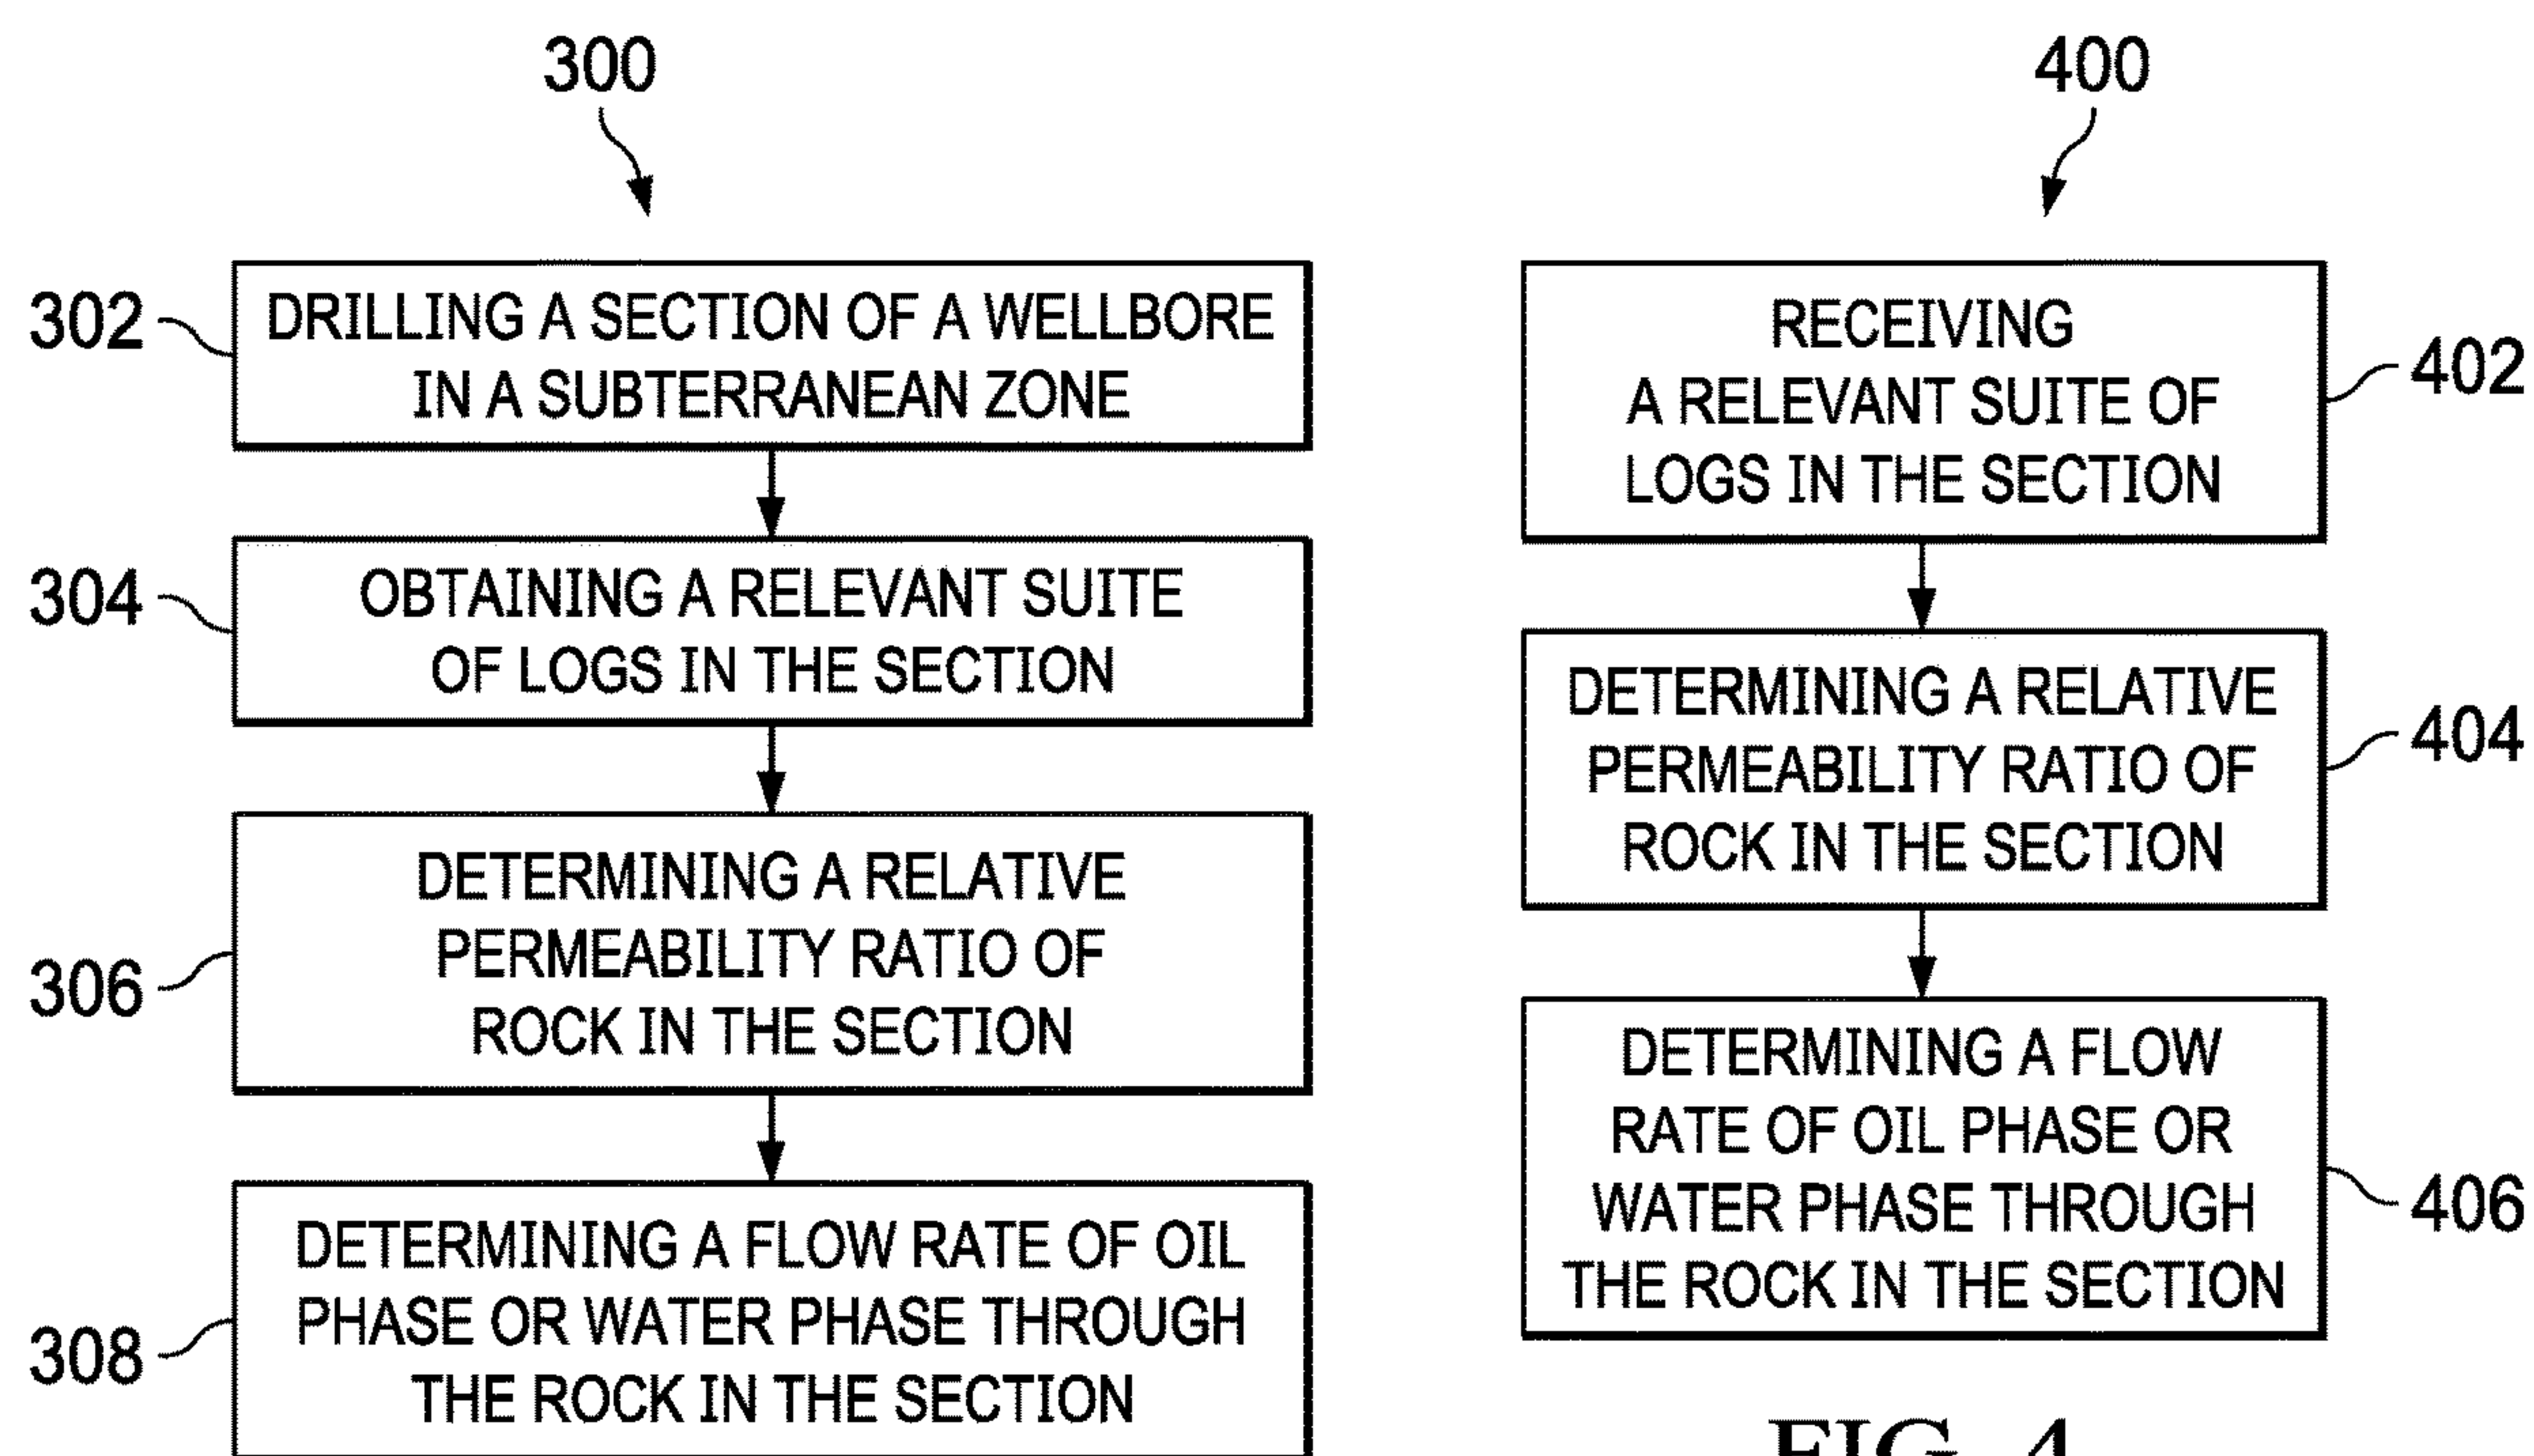 300
302
DRILLING A SECTION OF A WELLBORE
IN A SUBTERRANEAN ZONE
304
OBTAINING A RELEVANT SUITE
OF LOGS IN THE SECTION
306
DETERMINING A RELATIVE
PERMEABILITY RATIO OF
ROCK IN THE SECTION
308
DETERMINING A FLOW RATE OF OIL
PHASE OR WATER PHASE THROUGH
THE ROCK IN THE SECTION
400
RECEIVING
A RELEVANT SUITE OF
LOGS IN THE SECTION
402
DETERMINING A RELATIVE
PERMEABILITY RATIO OF
ROCK IN THE SECTION
404
DETERMINING A FLOW
RATE OF OIL PHASE OR
WATER PHASE THROUGH
THE ROCK IN THE SECTION
406
FIG. 4